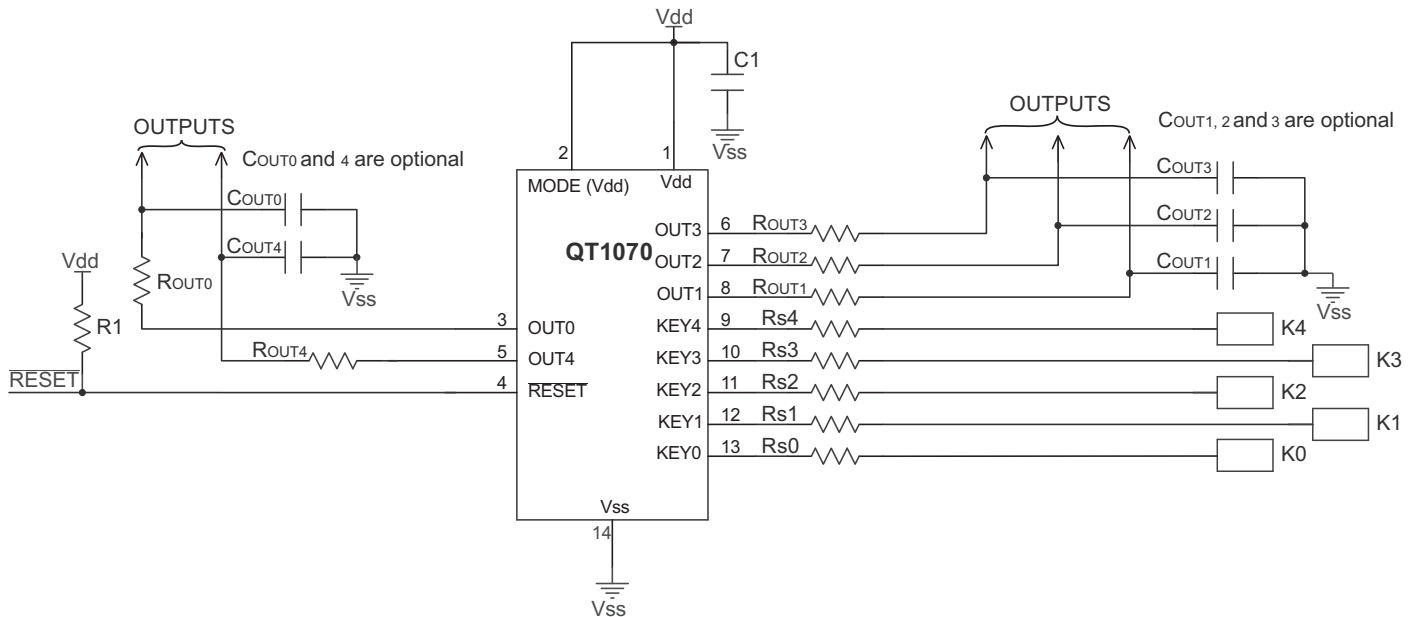 Vdd
C1
Vss
OUTPUTS
COUT0 and 4 are optional
COUT0
COUT4
Vss
Vdd
R1
ROUT0
ROUT4
RESET
OUTPUTS
COUT1, 2 and 3 are optional
COUT3
COUT2
COUT1
Vss
2
1
MODE (Vdd)
Vdd
QT1070
3
OUT0
5
OUT4
4
RESET
OUT3 6 ROUT3
OUT2 7 ROUT2
OUT1 8 ROUT1
KEY4 9 Rs4 K4
KEY3 10 Rs3 K3
KEY2 11 Rs2 K2
KEY1 12 Rs1 K1
KEY0 13 Rs0 K0
Vss
14
Vss